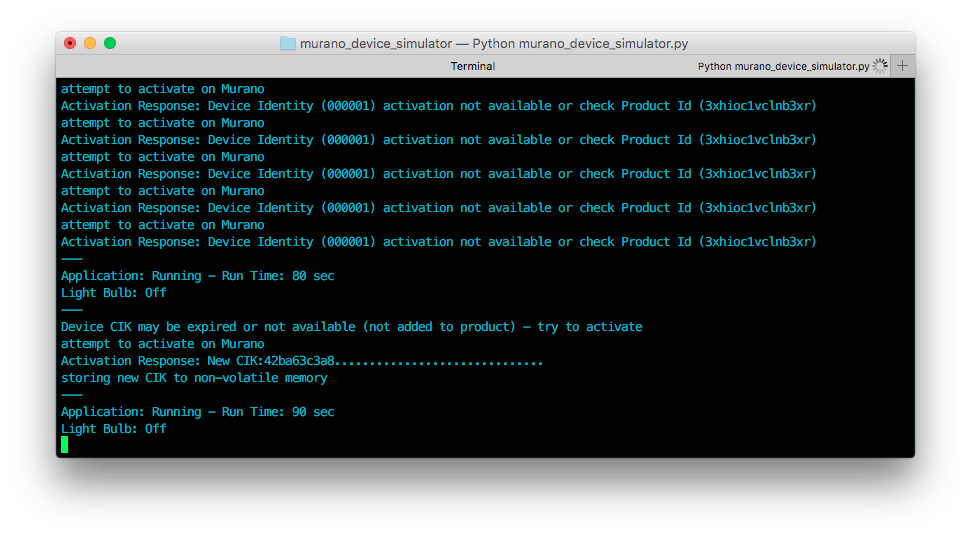 murano_device_simulator — Python murano_device_simulator.py
Terminal
Python murano_device_simulator.py
attempt to activate on Murano
Activation Response: Device Identity (000001) activation not available or check Product Id (3xhioc1vclnb3xr)
attempt to activate on Murano
Activation Response: Device Identity (000001) activation not available or check Product Id (3xhioc1vclnb3xr)
attempt to activate on Murano
Activation Response: Device Identity (000001) activation not available or check Product Id (3xhioc1vclnb3xr)
attempt to activate on Murano
Activation Response: Device Identity (000001) activation not available or check Product Id (3xhioc1vclnb3xr)
attempt to activate on Murano
Activation Response: Device Identity (000001) activation not available or check Product Id (3xhioc1vclnb3xr)
---
Application: Running - Run Time: 80 sec
Light Bulb: Off
---
Device CIK may be expired or not available (not added to product) - try to activate
attempt to activate on Murano
Activation Response: New CIK:42ba63c3a8..............................
storing new CIK to non-volatile memory
---
Application: Running - Run Time: 90 sec
Light Bulb: Off